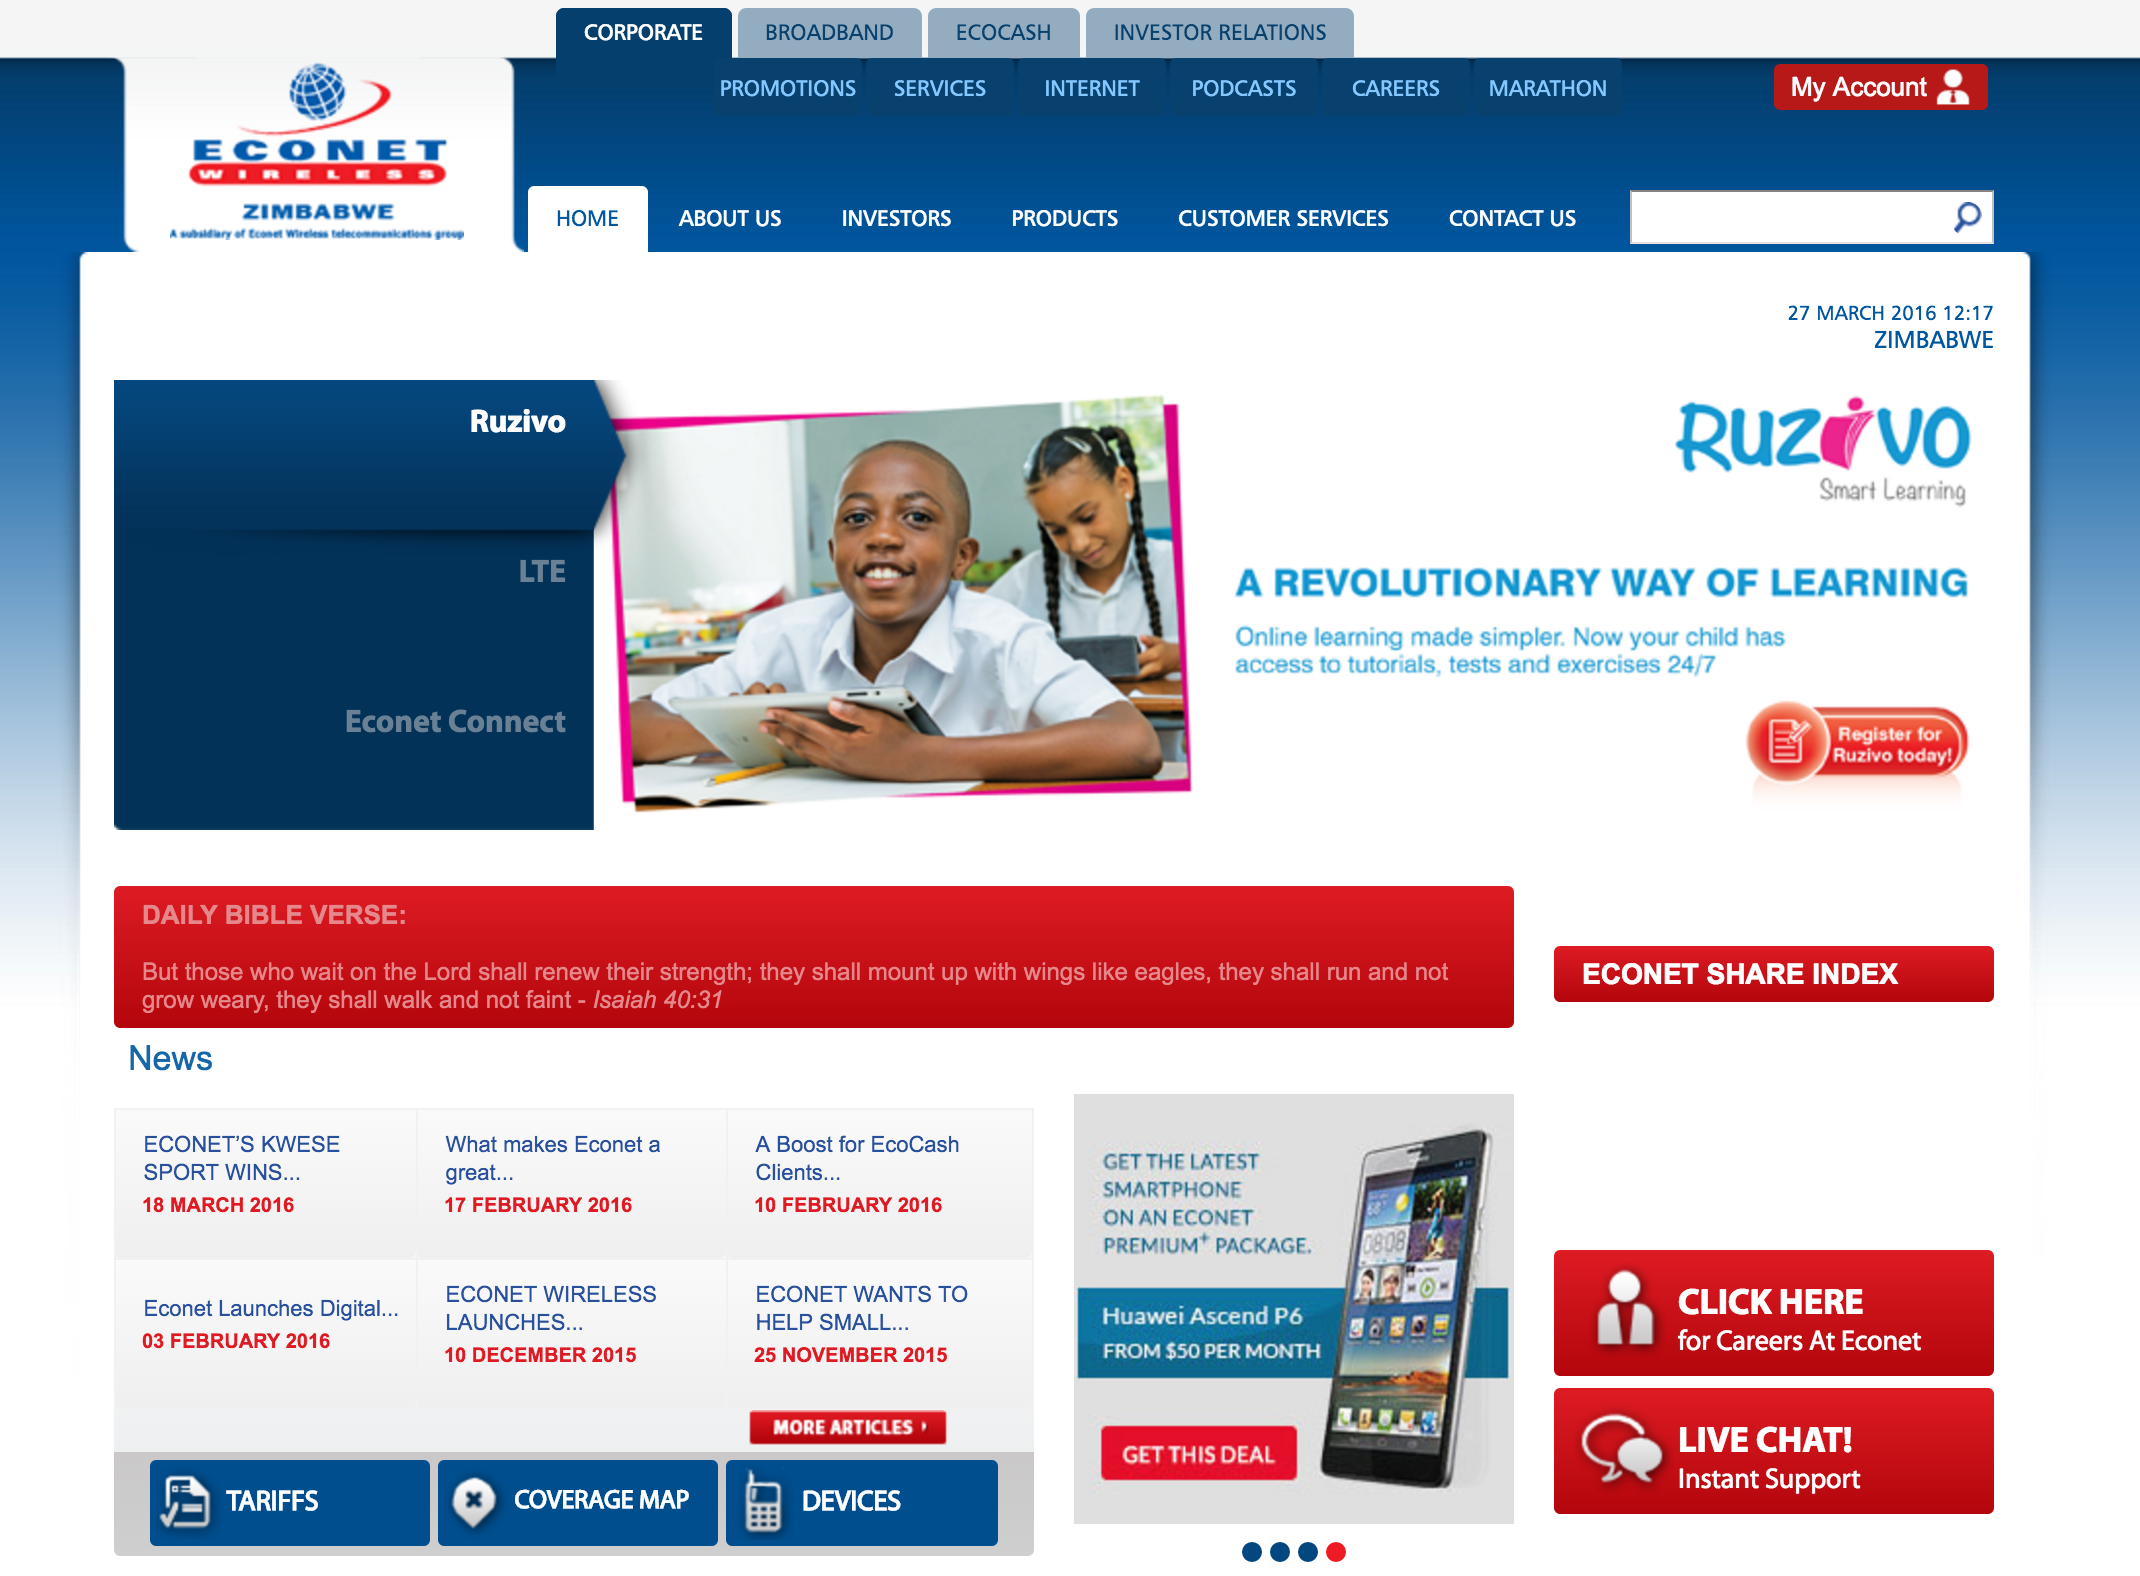 CORPORATE
BROADBAND
ECOCASH
INVESTOR RELATIONS
PROMOTIONS
SERVICES
INTERNET
PODCASTS
CAREERS
MARATHON
My Account
ECONET
WIRELESS
ZIMBABWE
A subsidiary of Econet Wireless telecommunications group
HOME
ABOUT US
INVESTORS
PRODUCTS
CUSTOMER SERVICES
CONTACT US
27 MARCH 2016 12:17
ZIMBABWE
Ruzivo
LTE
Econet Connect
RUZiVO
Smart Learning
A REVOLUTIONARY WAY OF LEARNING
Online learning made simpler. Now your child has
access to tutorials, tests and exercises 24/7
Register for
Ruzivo today!
DAILY BIBLE VERSE:
But those who wait on the Lord shall renew their strength; they shall mount up with wings like eagles, they shall run and not
grow weary, they shall walk and not faint - Isaiah 40:31
ECONET SHARE INDEX
News
ECONET’S KWESE
SPORT WINS...
18 MARCH 2016
What makes Econet a
great...
17 FEBRUARY 2016
A Boost for EcoCash
Clients...
10 FEBRUARY 2016
Econet Launches Digital...
03 FEBRUARY 2016
ECONET WIRELESS
LAUNCHES...
10 DECEMBER 2015
ECONET WANTS TO
HELP SMALL...
25 NOVEMBER 2015
MORE ARTICLES
TARIFFS
COVERAGE MAP
DEVICES
GET THE LATEST
SMARTPHONE
ON AN ECONET
PREMIUM+ PACKAGE.
Huawei Ascend P6
FROM $50 PER MONTH
GET THIS DEAL
08:08
CLICK HERE
for Careers At Econet
LIVE CHAT!
Instant Support